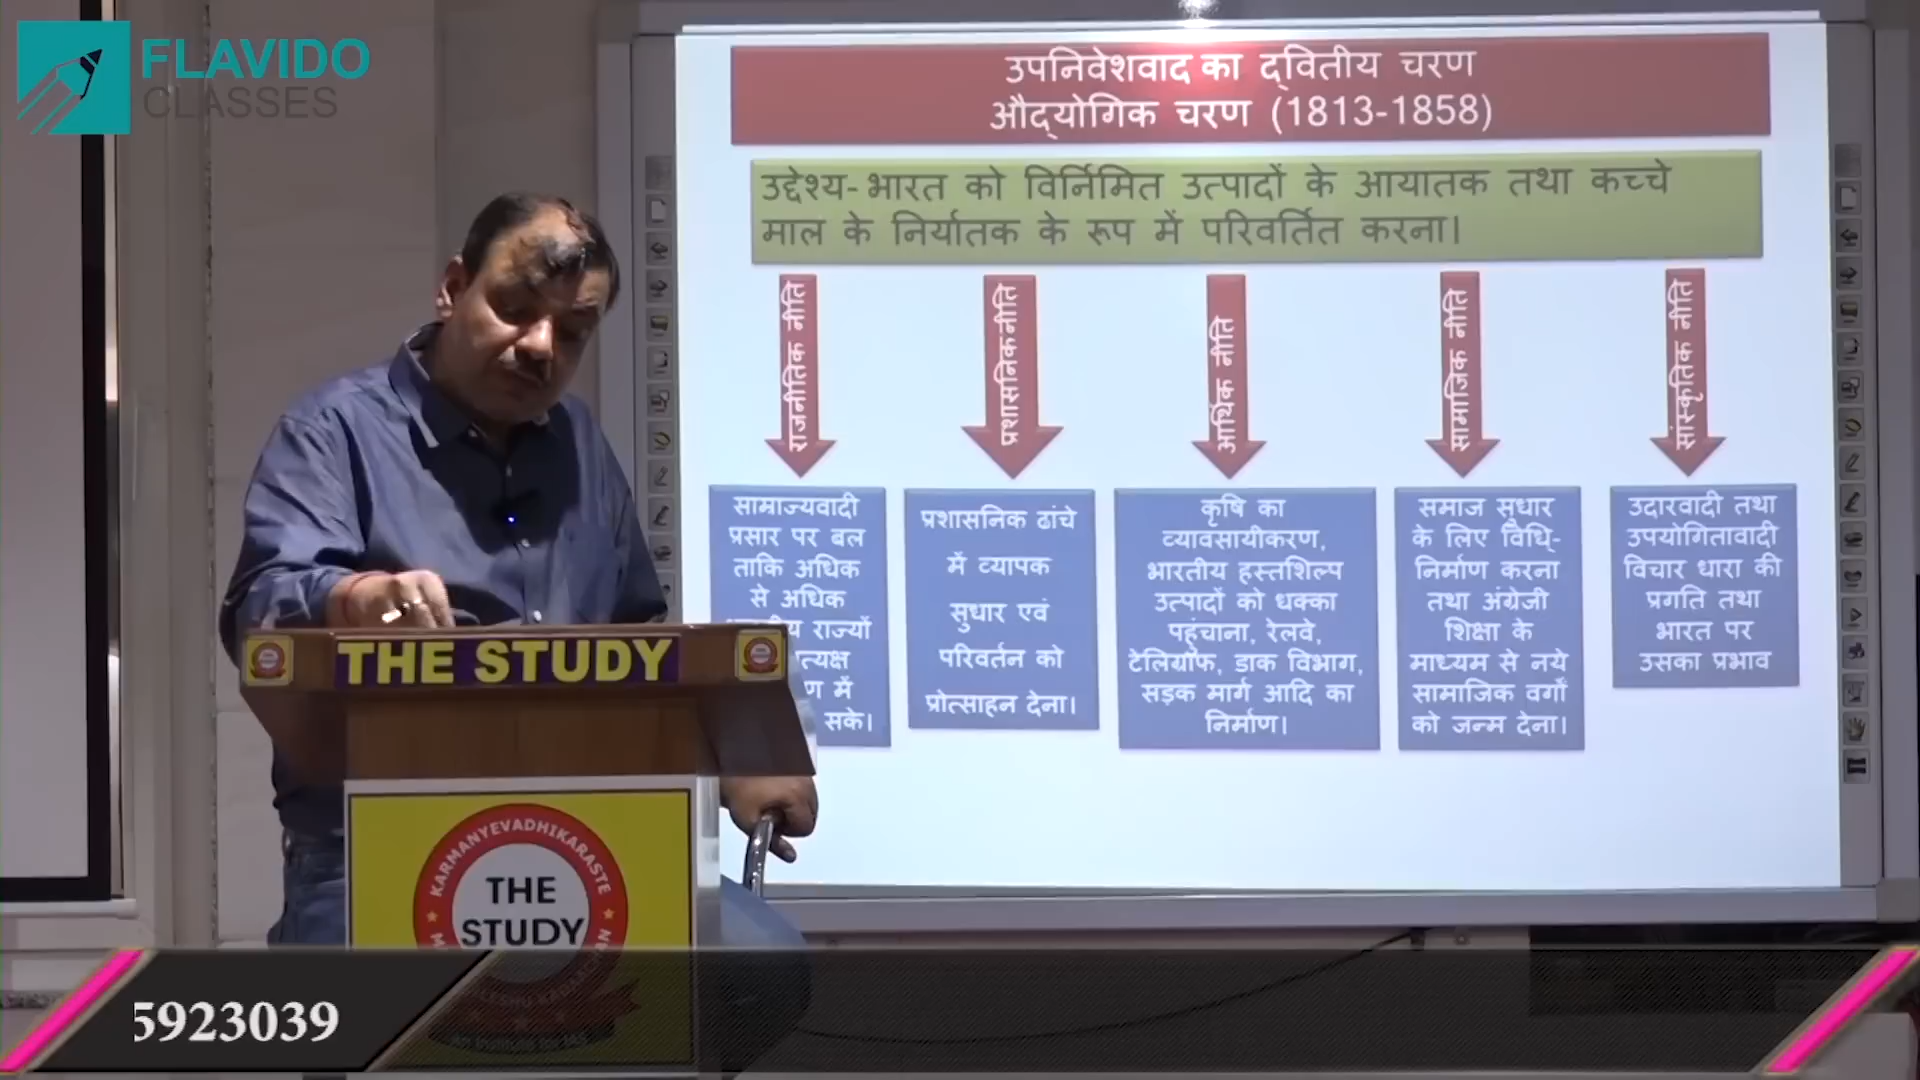 FLAVIDO
CLASSES
उपनिवेशवाद का द्वितीय चरण
औद्योगिक चरण (1813-1858)
उद्देश्य- भारत को विर्निमित उत्पादों के आयातक तथा कच्चे
माल के निर्यातक के रूप में परिवर्तित करना।
राजनीतिक नीति
प्रशासनिकनीति
आर्थिक नीति
सामाजिक नीति
सांस्कृतिक नीति
साम्राज्यवादी
प्रसार पर बल
ताकि अधिक
से अधिक
राज्यों
में
सके।
प्रशासनिक ढांचे
में व्यापक
सुधार एवं
परिवर्तन को
प्रोत्साहन देना।
कृषि का
व्यावसायीकरण,
भारतीय हस्तशिल्प
उत्पादों को धक्का
पहुंचाना, रेलवे,
टेलिग्रॉफ, डाक विभाग,
सड़क मार्ग आदि का
निर्माण।
समाज सुधार
के लिए विधि-
निर्माण करना
तथा अंग्रेजी
शिक्षा के
माध्यम से नये
सामाजिक वर्गों
को जन्म देना।
उदारवादी तथा
उपयोगितावादी
विचार धारा की
प्रगति तथा
भारत पर
उसका प्रभाव
THE STUDY
KARMANYEVADHIKARASTE
THE
STUDY
5923039